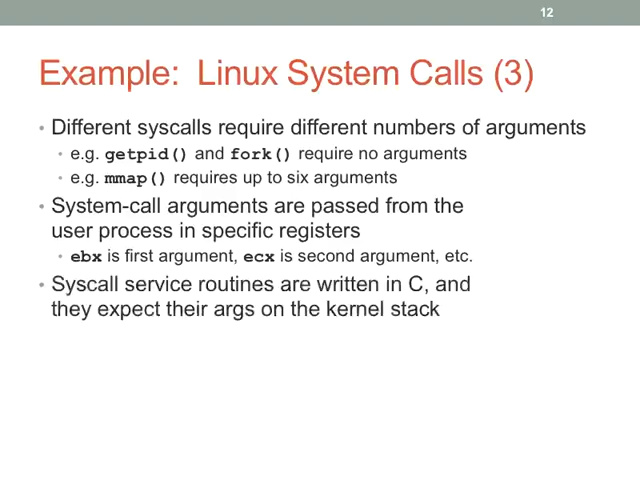 12
Example:  Linux System Calls (3)
• Different syscalls require different numbers of arguments
• e.g. getpid() and fork() require no arguments
• e.g. mmap() requires up to six arguments
• System-call arguments are passed from the
user process in specific registers
• ebx is first argument, ecx is second argument, etc.
• Syscall service routines are written in C, and
they expect their args on the kernel stack